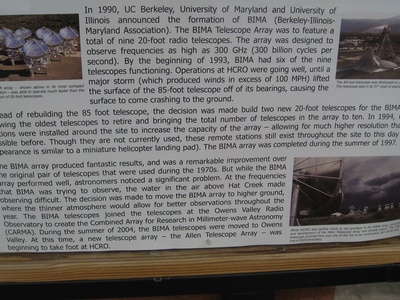 In 1990, UC Berkeley, University of Maryland and University of
Illinois announced the formation of BIMA (Berkeley-Illinois-
Maryland Association). The BIMA Telescope Array was to feature a
total of nine 20-foot radio telescopes. The array was designed to
observe frequencies as high as 300 GHz (300 billion cycles per
second). By the beginning of 1993, BIMA had six of the nine
telescopes functioning. Operations at HCRO were going well, until a
major storm (which produced winds in excess of 100 MPH) lifted
the surface of the 85-foot telescope off of its bearings, causing the
surface to come crashing to the ground.
ead of rebuilding the 85 foot telescope, the decision was made build two new 20-foot telescopes for the BIMA
wing the oldest telescopes to retire and bringing the total number of telescopes in the array to ten. In 1994,
tions were installed around the site to increase the capacity of the array – allowing for much higher resolution tha
ssible before. Though they are not currently used, these remote stations still exist throughout the site to this day
pearance is similar to a miniature helicopter landing pad). The BIMA array was completed during the summer of 1997.
he BIMA array produced fantastic results, and was a remarkable improvement over
he original pair of telescopes that were used during the 1970s. But while the BIMA
array performed well, astronomers noticed a significant problem. At the frequencies
that BIMA was trying to observe, the water in the air above Hat Creek made
observing difficult. The decision was made to move the BIMA array to higher ground,
where the thinner atmosphere would allow for better observations throughout the
year. The BIMA telescopes joined the telescopes at the Owens Valley Radio
Observatory to create the Combined Array for Research in Millimeter-wave Astronomy
(CARMA). During the summer of 2004, the BIMA telescopes were moved to Owens
Valley. At this time, a new telescope array – the Allen Telescope Array – was
beginning to take foot at HCRO.